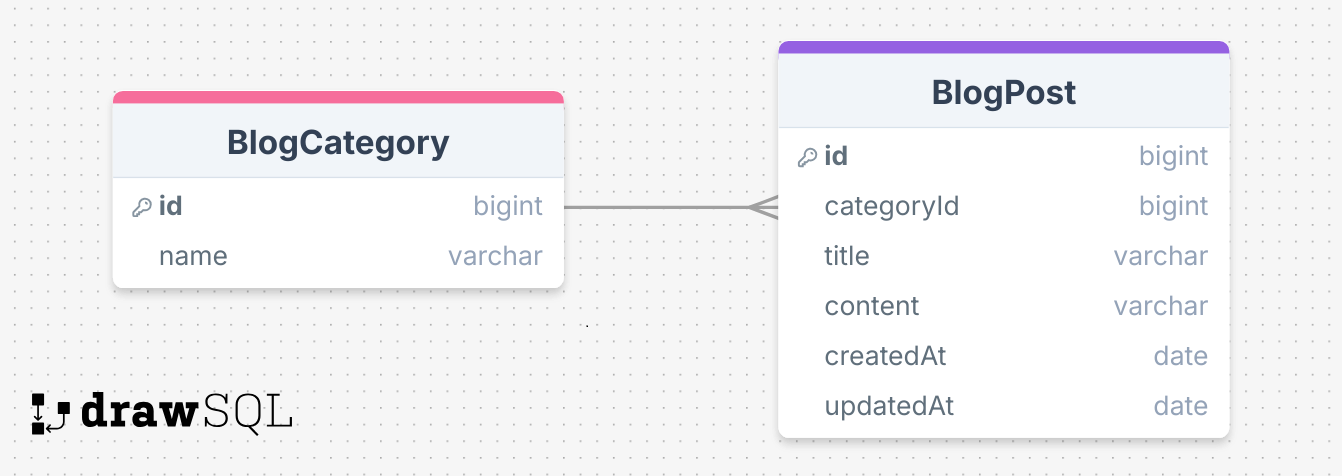 BlogCategory
id bigint
name varchar
BlogPost
id bigint
categoryId bigint
title varchar
content varchar
createdAt date
updatedAt date
drawSQL